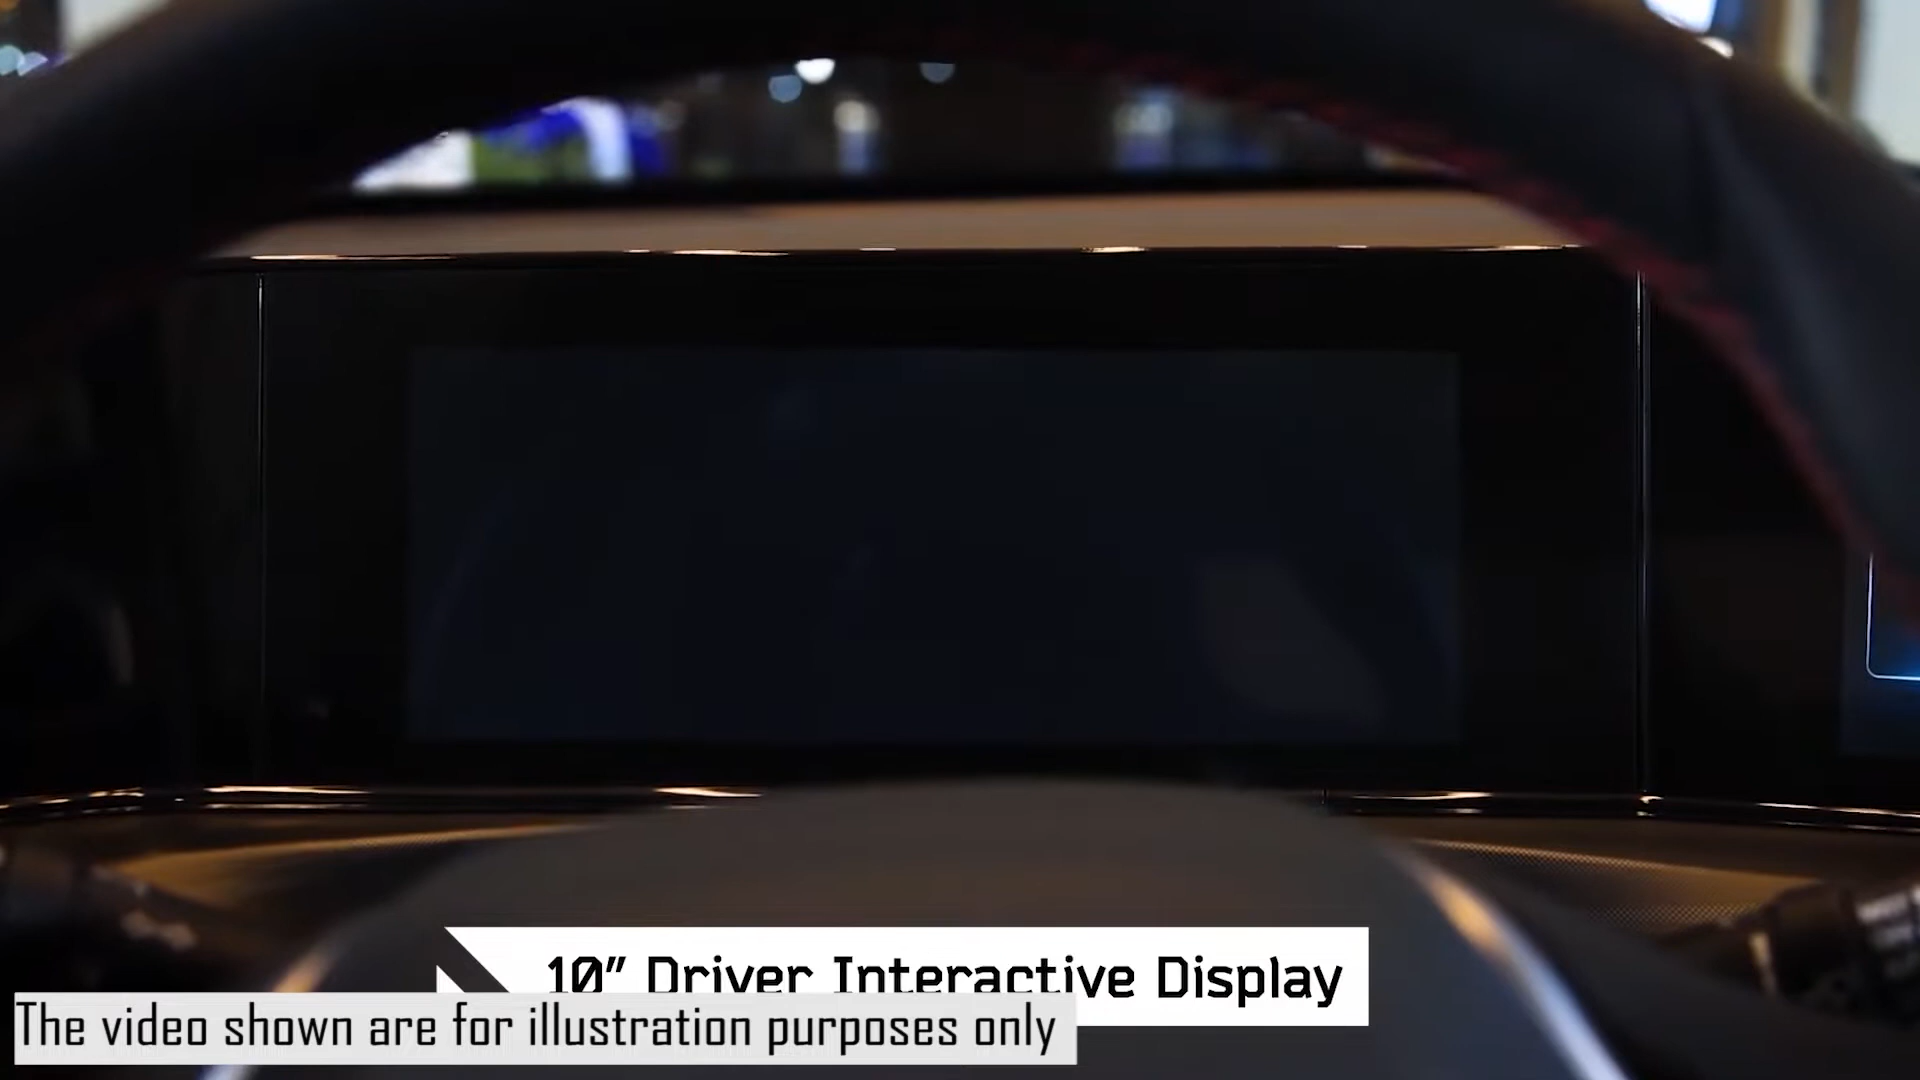 10” Driver Interactive Display
The video shown are for illustration purposes only